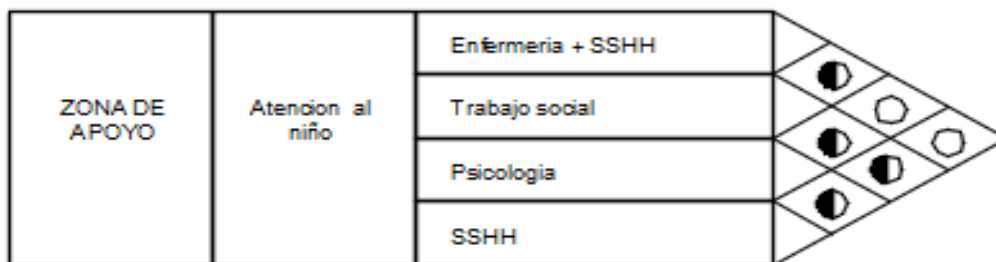 ZONA DE
APOYO
Atencion al
niño
Enfermeria + SSHH
Trabajo social
Psicologia
SSHH